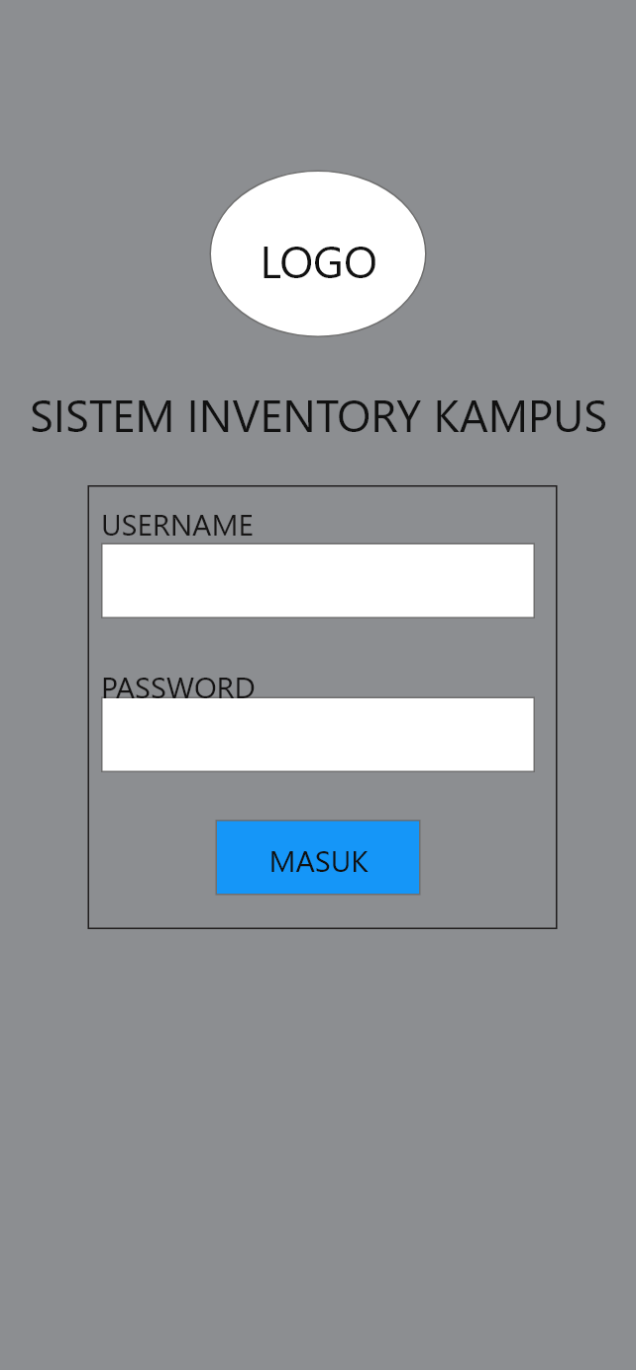 LOGO
SISTEM INVENTORY KAMPUS
USERNAME
PASSWORD
MASUK